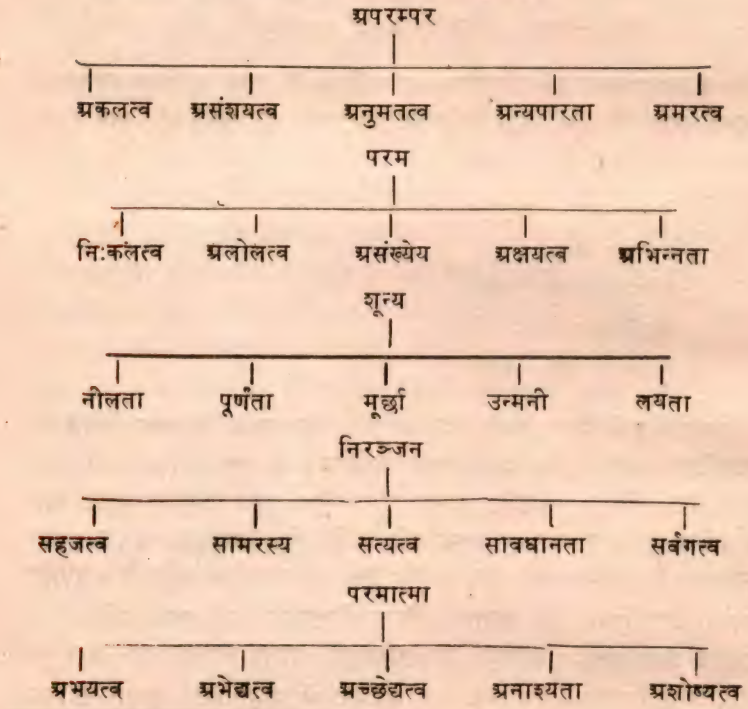 अपरम्पर
अकलत्व असंशयत्व अनुमतत्व अन्यपारता अमरत्व
परम
नि:कलत्व अलोलत्व असंख्येय अक्षयत्व अभिन्नता
शून्य
नीलता पूर्णता मूर्छा उन्मनी लयता
निरञ्जन
सहजत्व सामरस्य सत्यत्व सावधानता सर्वगत्व
परमात्मा
अभयत्व अभेद्यत्व अच्छेद्यत्व अनाश्यता अशोष्यत्व